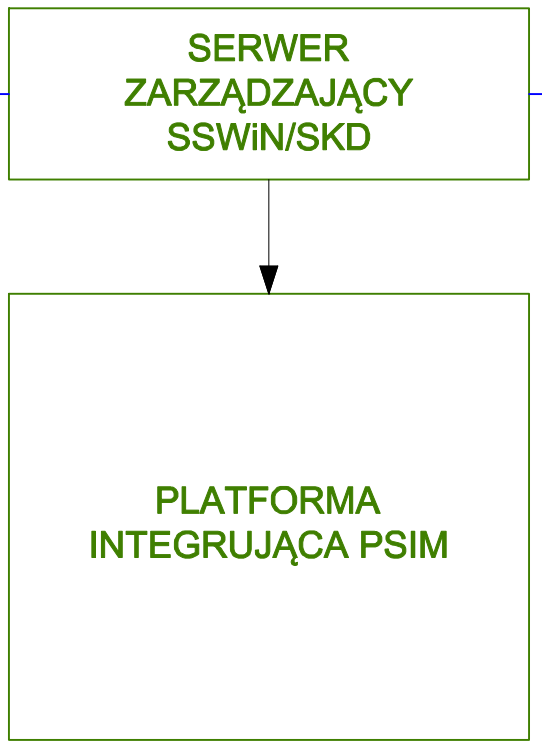 SERWER
ZARZĄDZAJĄCY
SSWiN/SKD
PLATFORMA
INTEGRUJĄCA PSIM